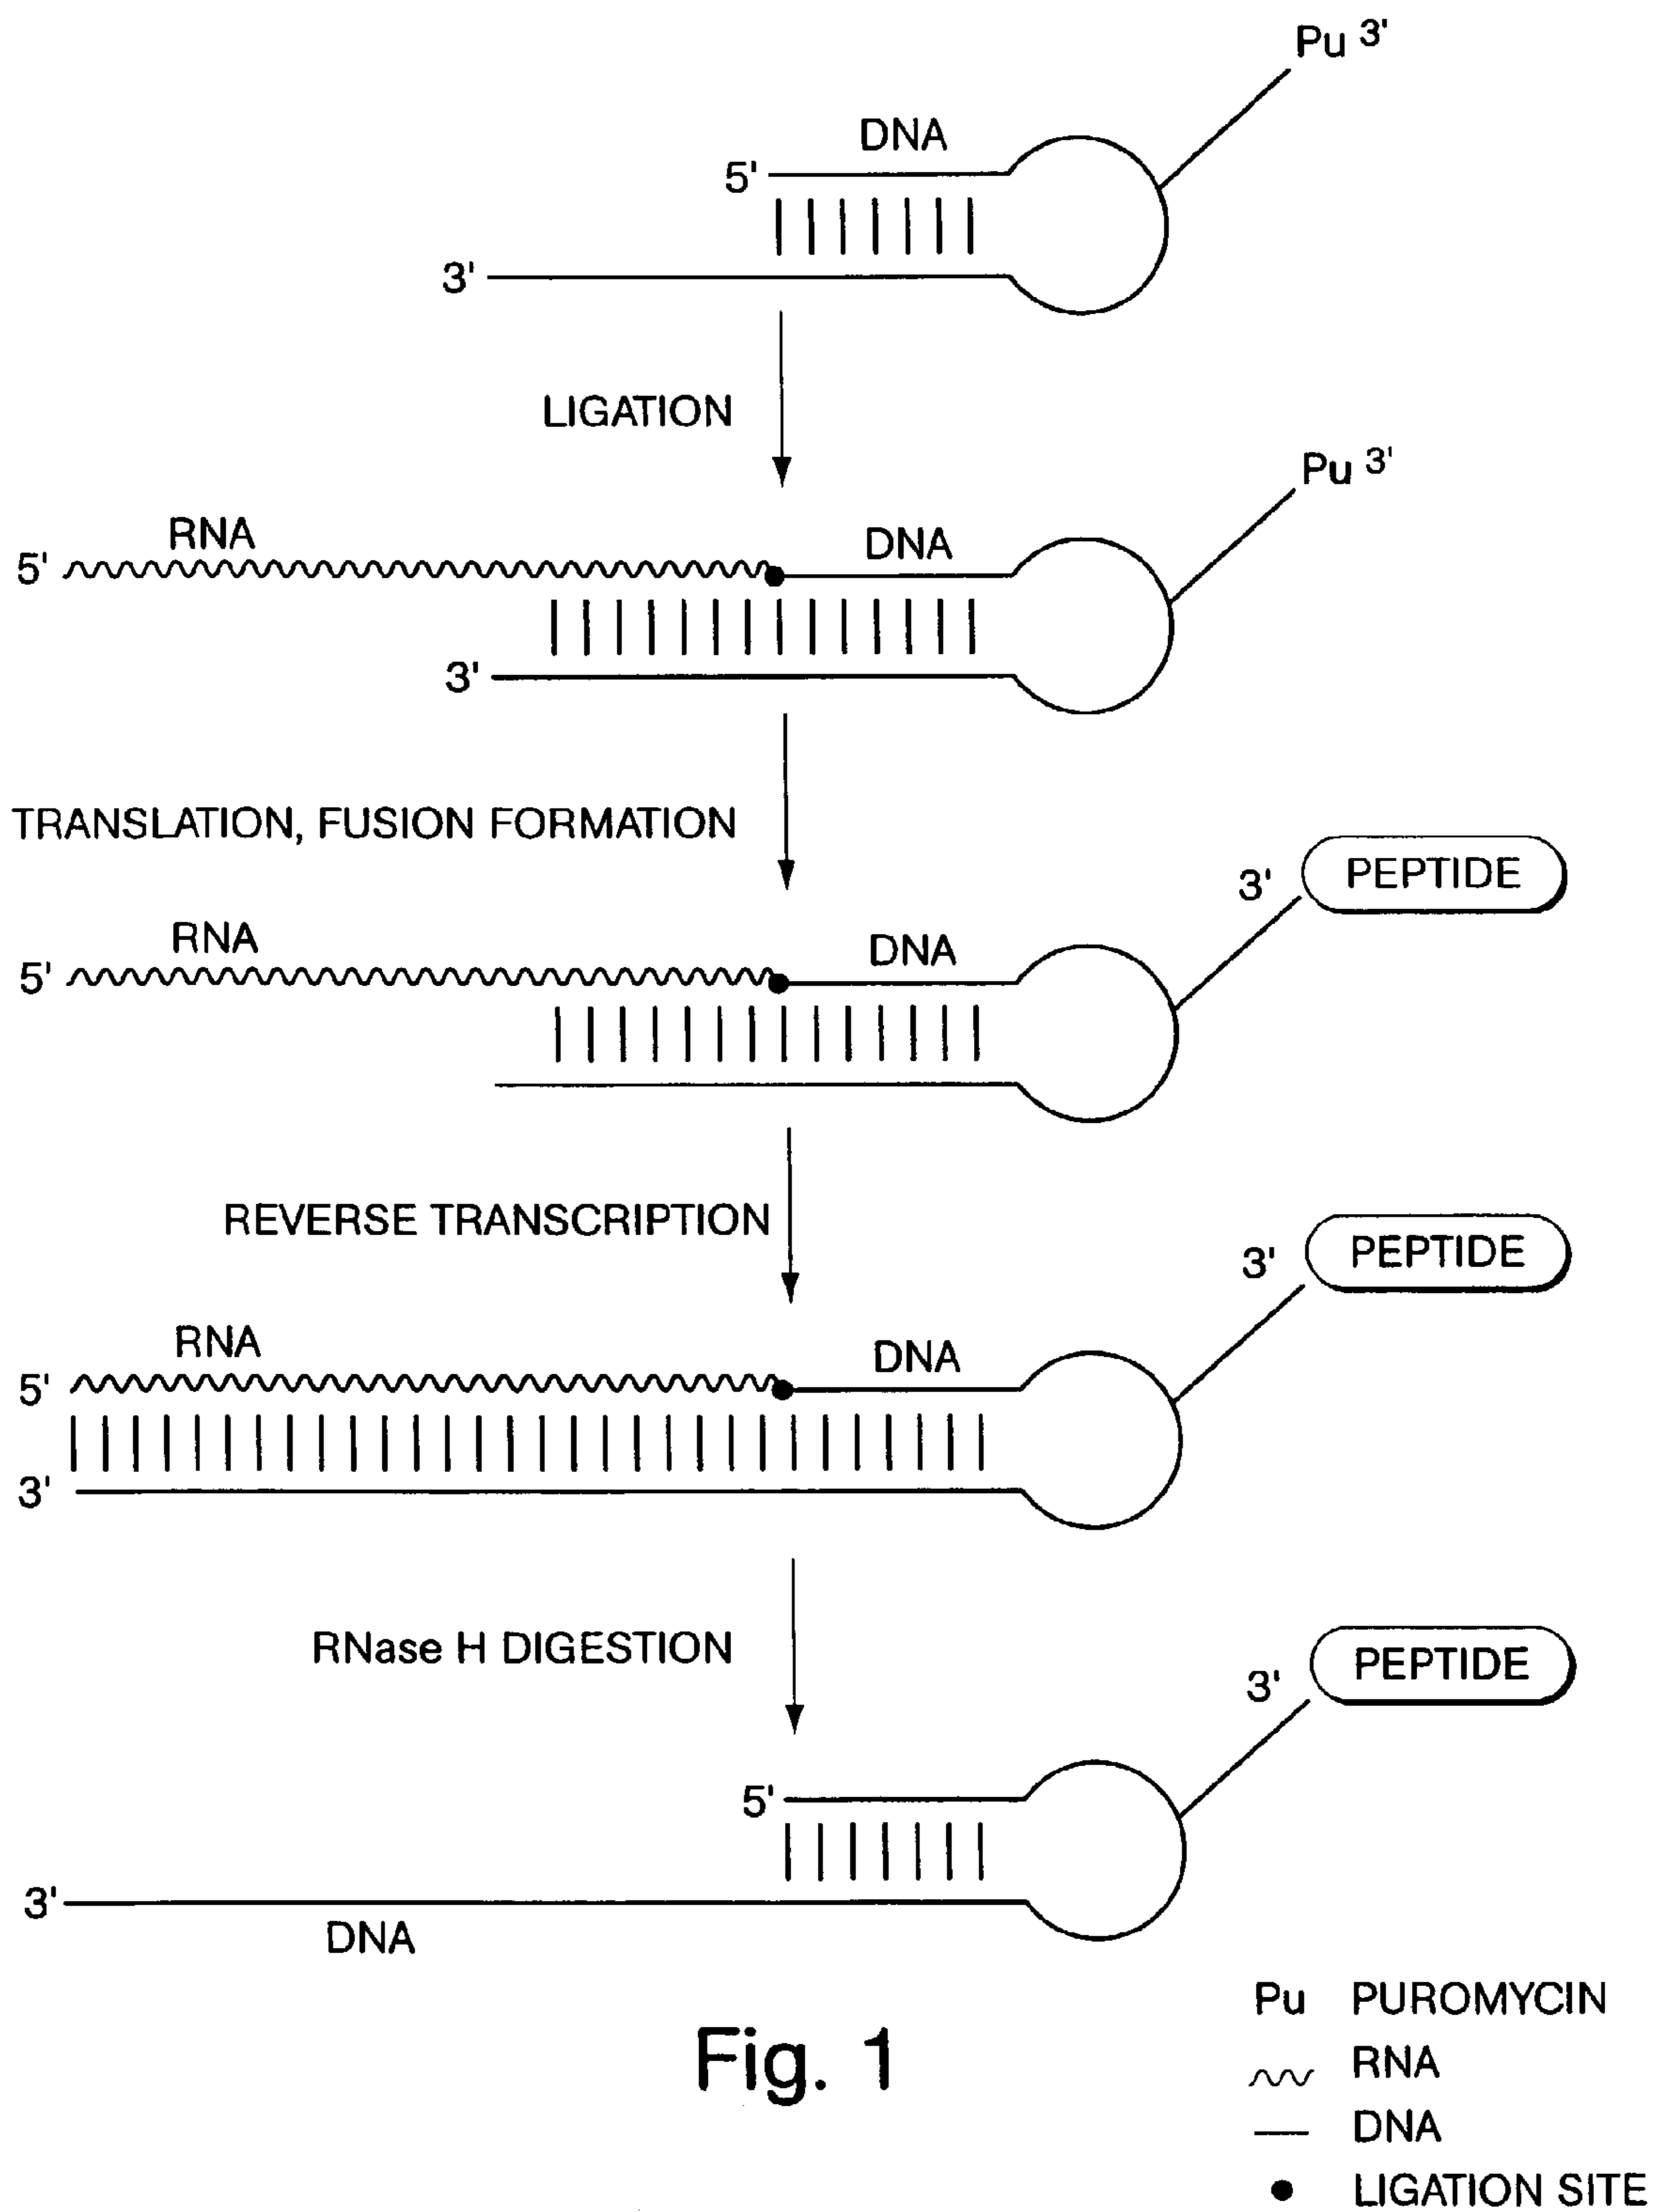 Pu 3'
DNA
5'
3'
LIGATION
Pu 3'
RNA
DNA
5'
3'
TRANSLATION, FUSION FORMATION
3' PEPTIDE
RNA
DNA
5'
REVERSE TRANSCRIPTION
3' PEPTIDE
RNA
DNA
5'
3'
RNase H DIGESTION
3' PEPTIDE
5'
3'
DNA
Pu PUROMYCIN
RNA
DNA
LIGATION SITE
Fig. 1